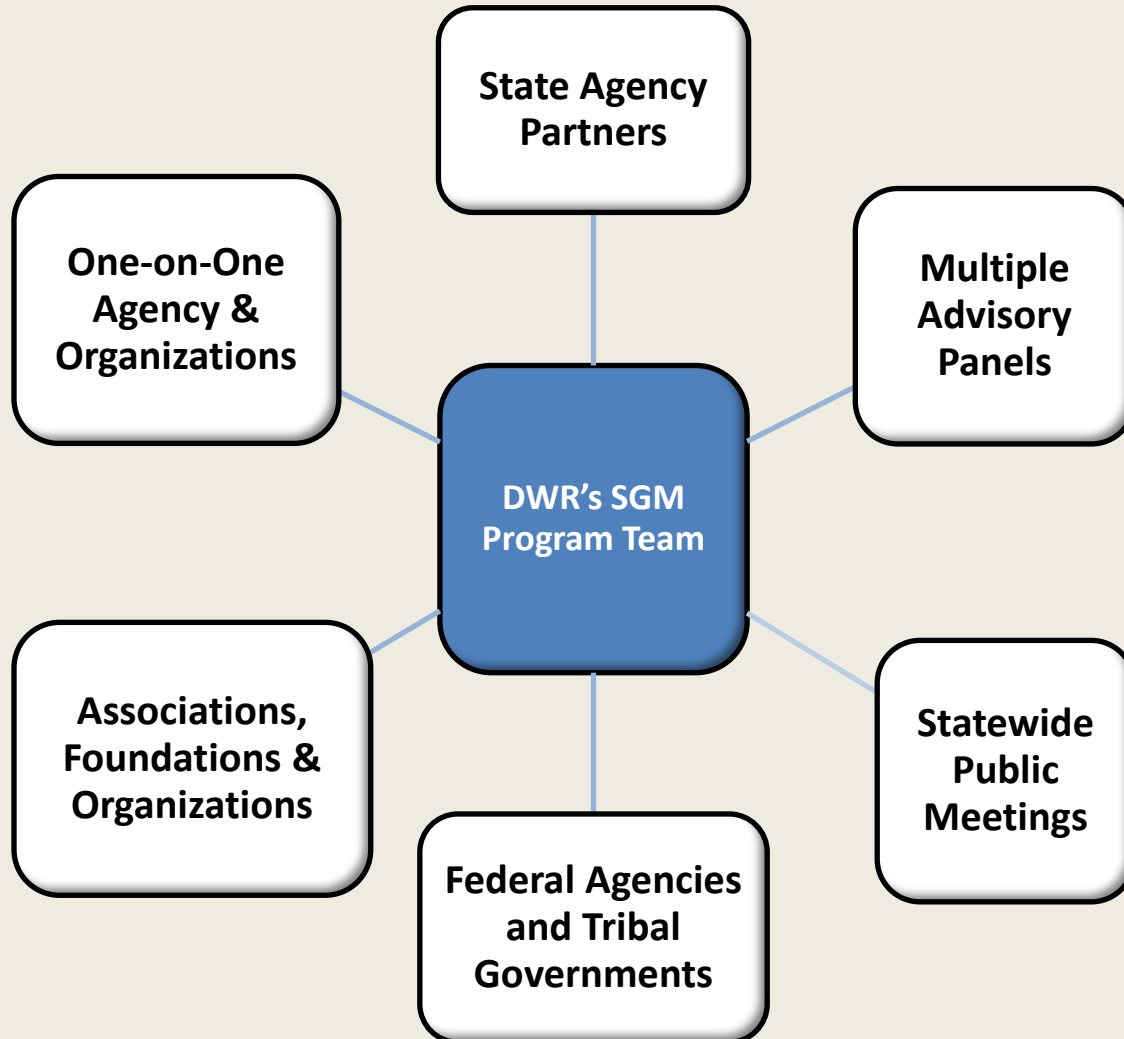 State Agency
Partners
One-on-One
Agency &
Organizations
Multiple
Advisory
Panels
DWR’s SGM
Program Team
Associations,
Foundations &
Organizations
Statewide
Public
Meetings
Federal Agencies
and Tribal
Governments